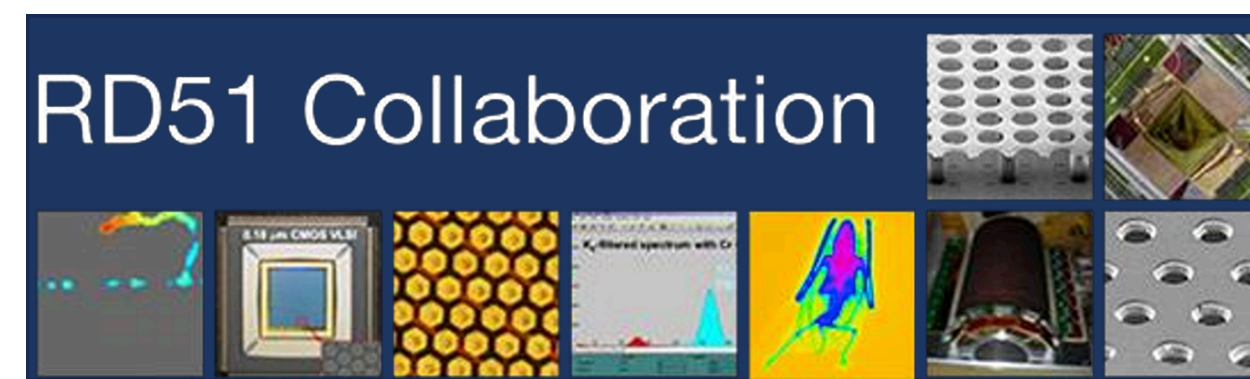 RD51 Collaboration
0.18 µm CMOS VLSI
-filtered spectrum with Cr